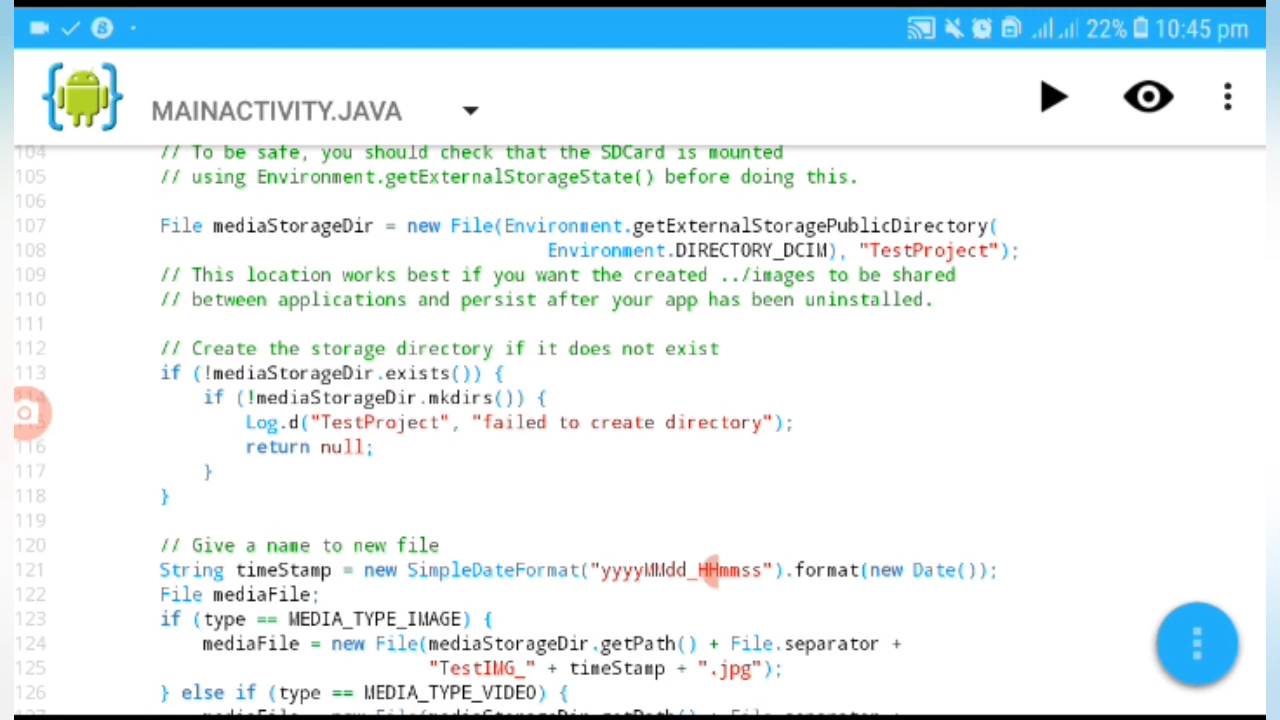 22% 10:45 pm
MAINACTIVITY.JAVA
104 // To be safe, you should check that the SDCard is mounted
105 // using Environment.getExternalStorageState() before doing this.
106
107 File mediaStorageDir = new File(Environment.getExternalStoragePublicDirectory(
108 Environment.DIRECTORY_DCIM), "TestProject");
109 // This location works best if you want the created ../images to be shared
110 // between applications and persist after your app has been uninstalled.
111
112 // Create the storage directory if it does not exist
113 if (!mediaStorageDir.exists()) {
if (!mediaStorageDir.mkdirs()) {
Log.d("TestProject", "failed to create directory");
116 return null;
117 }
118 }
119
120 // Give a name to new file
121 String timeStamp = new SimpleDateFormat("yyyyMMdd_HHmmss").format(new Date());
122 File mediaFile;
123 if (type == MEDIA_TYPE_IMAGE) {
124 mediaFile = new File(mediaStorageDir.getPath() + File.separator +
125 "TestIMG_" + timeStamp + ".jpg");
126 } else if (type == MEDIA_TYPE_VIDEO) {